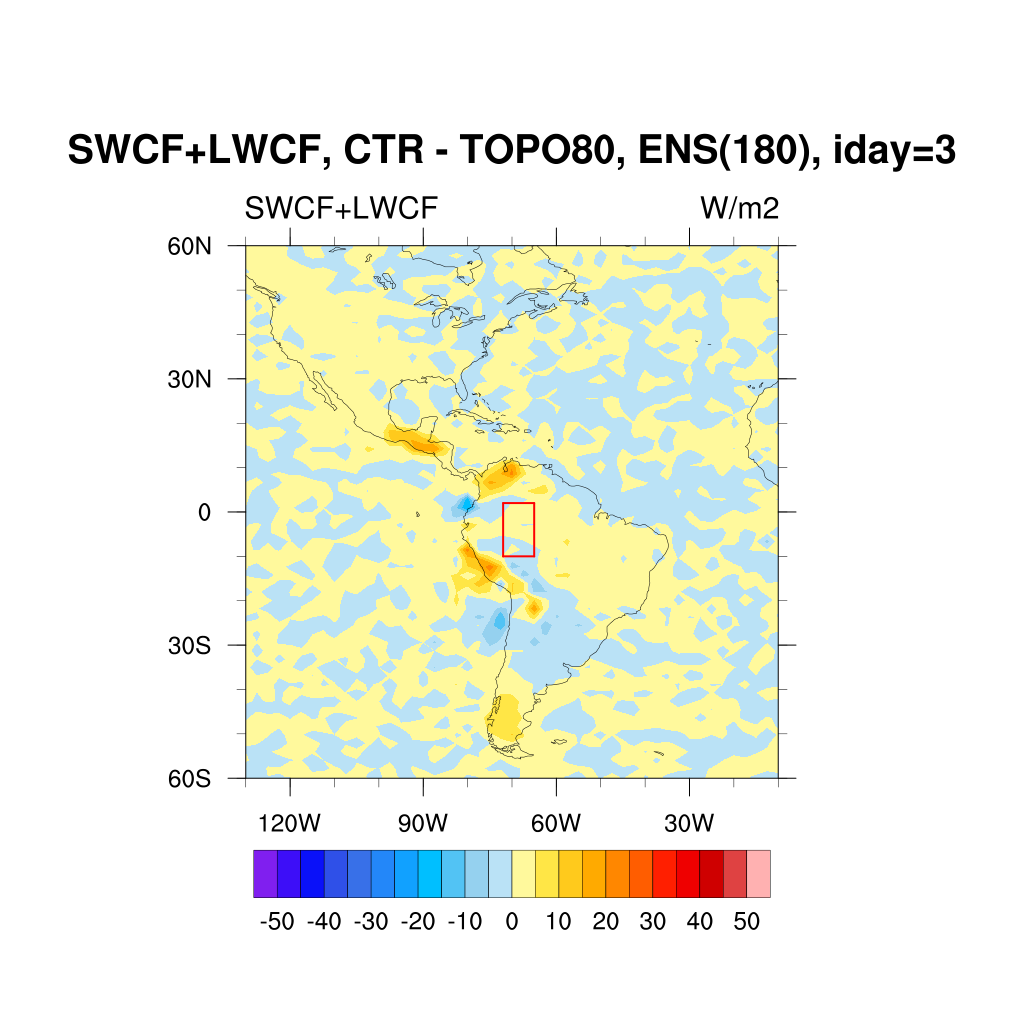 SWCF+LWCF, CTR - TOPO80, ENS(180), iday=3
SWCF+LWCF W/m2
60N
30N
0
30S
60S
120W 90W 60W 30W
-50 -40 -30 -20 -10 0 10 20 30 40 50